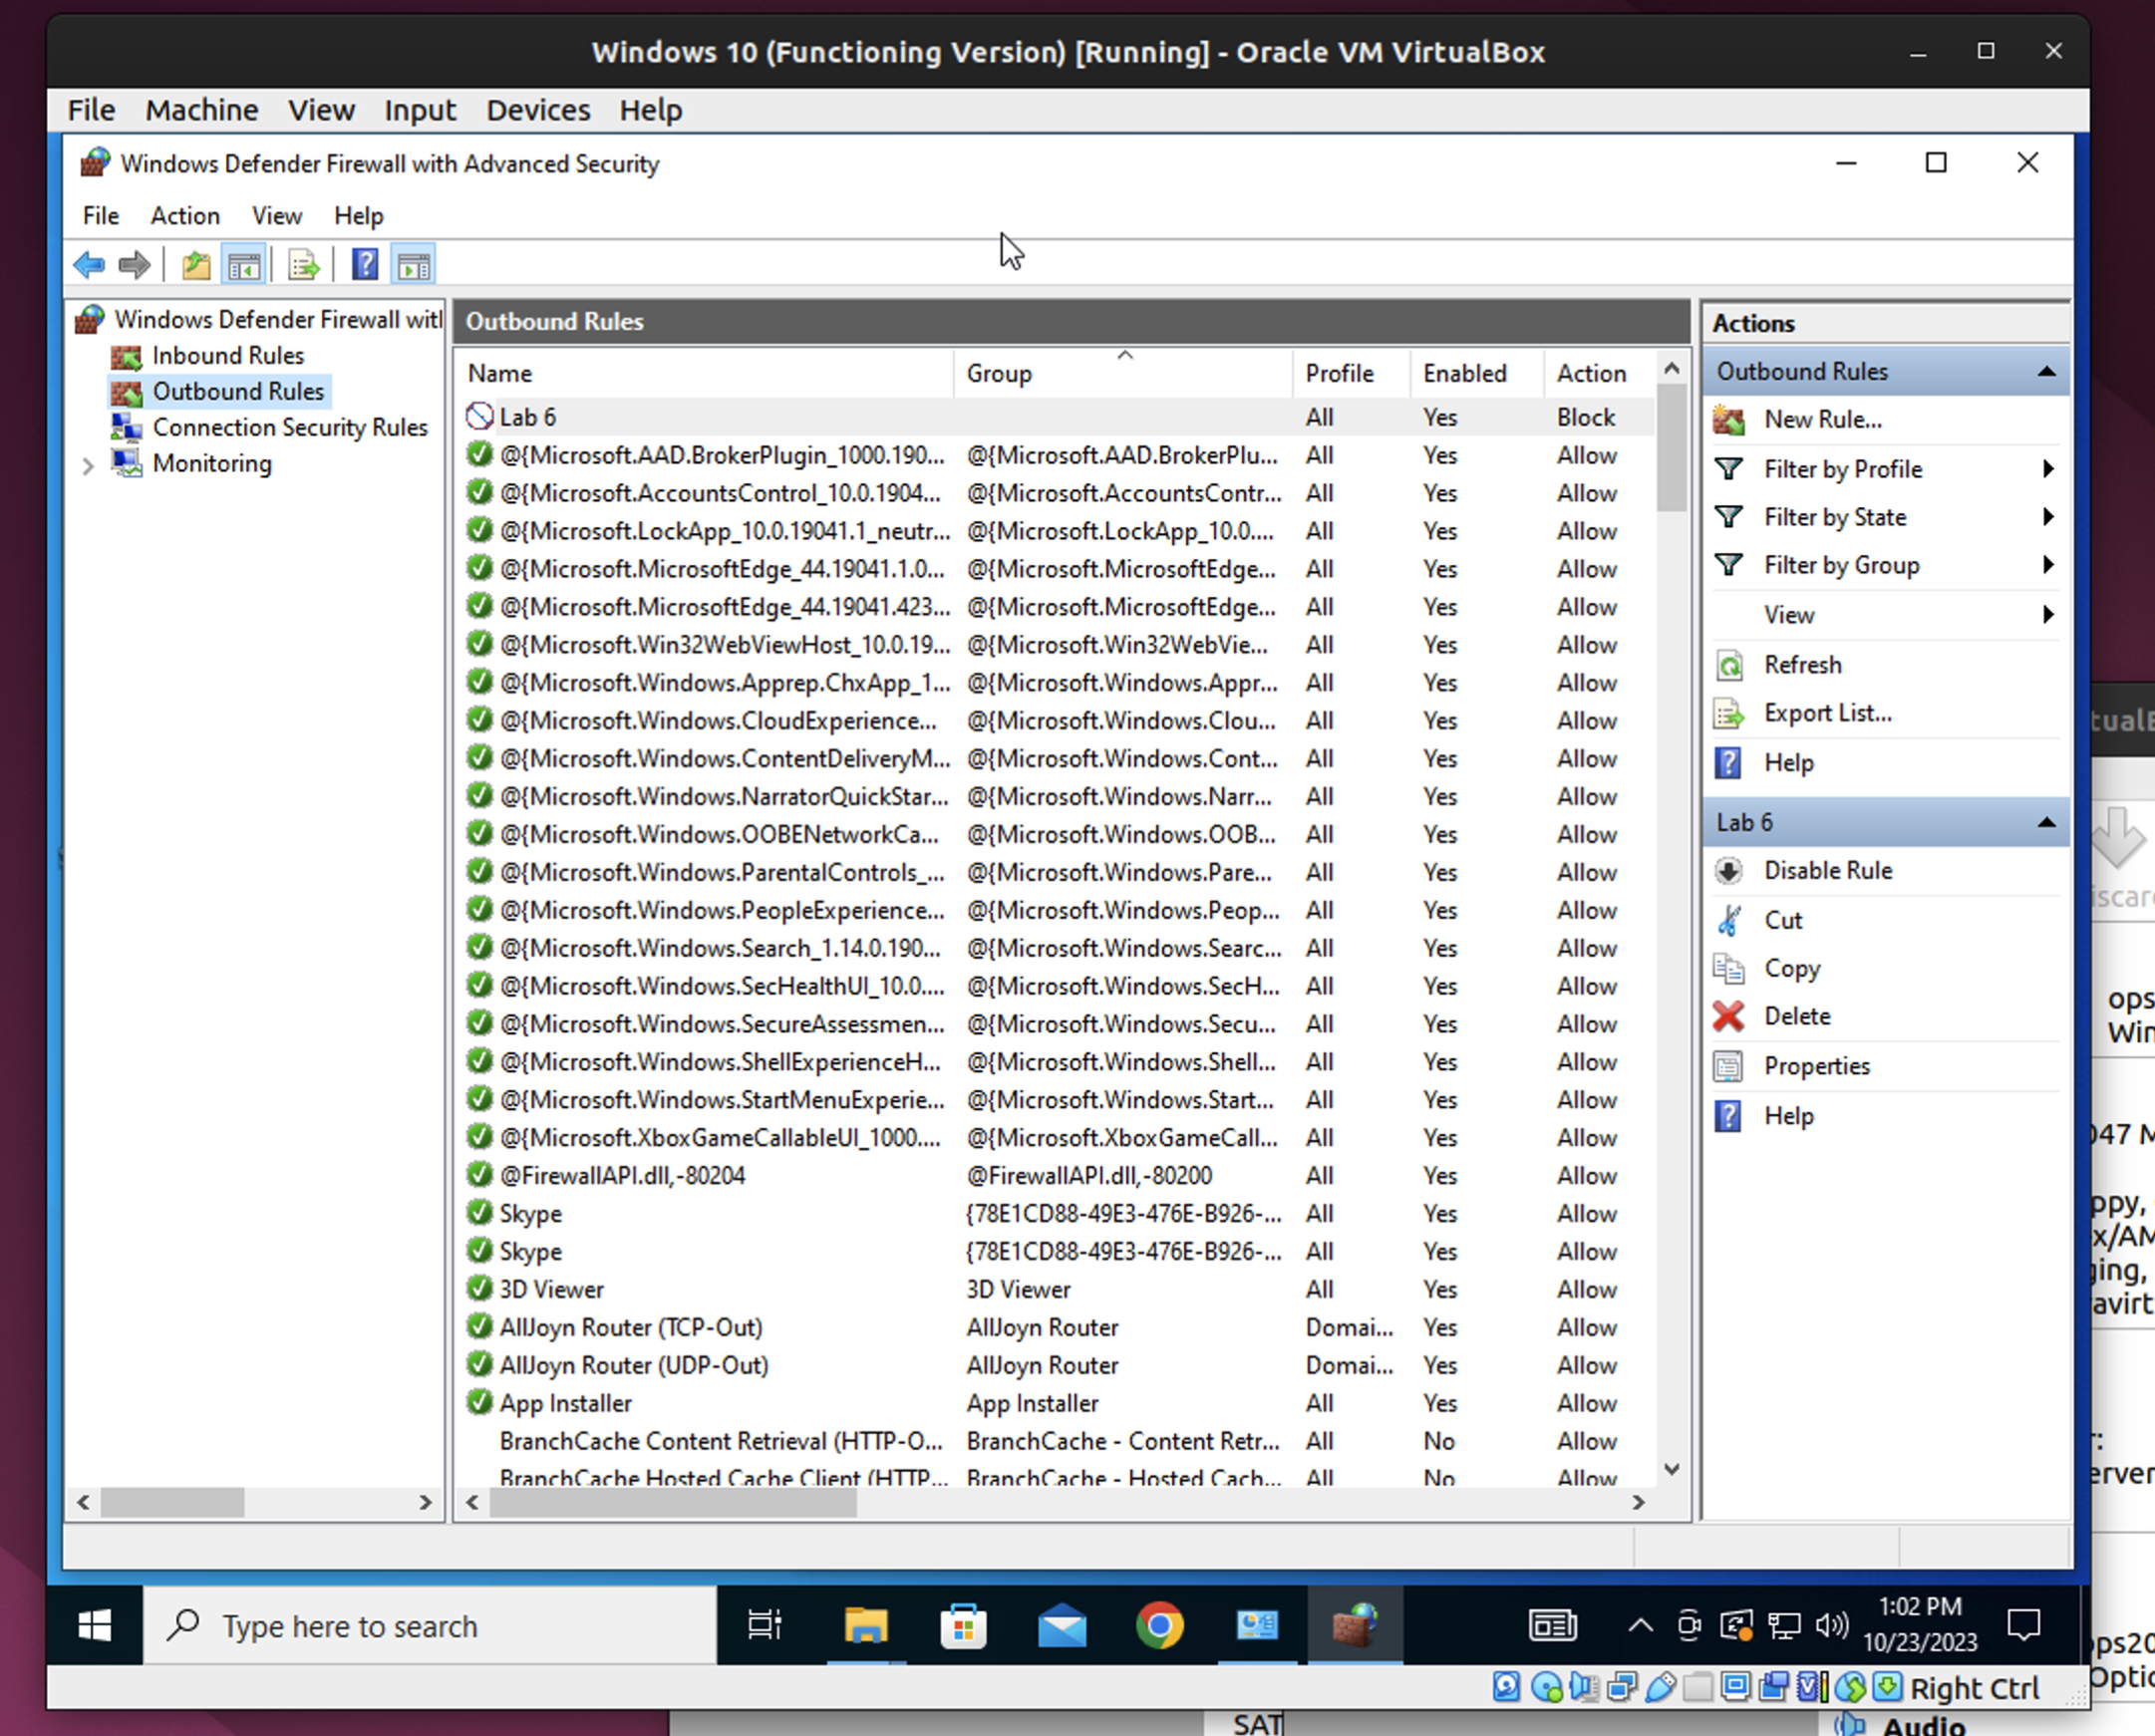 Windows 10 (Functioning Version) [Running] - Oracle VM VirtualBox
File Machine View Input Devices Help
Windows Defender Firewall with Advanced Security
File Action View Help
Windows Defender Firewall witl
Inbound Rules
Outbound Rules
Connection Security Rules
Monitoring
Outbound Rules
Name Group Profile Enabled Action
Lab 6 All Yes Block
@{Microsoft.AAD.BrokerPlugin_1000.190... @{Microsoft.AAD.BrokerPlu... All Yes Allow
@{Microsoft.AccountsControl_10.0.1904... @{Microsoft.AccountsContr... All Yes Allow
@{Microsoft.LockApp_10.0.19041.1_neutr... @{Microsoft.LockApp_10.0.... All Yes Allow
@{Microsoft.MicrosoftEdge_44.19041.1.0... @{Microsoft.MicrosoftEdge... All Yes Allow
@{Microsoft.MicrosoftEdge_44.19041.423... @{Microsoft.MicrosoftEdge... All Yes Allow
@{Microsoft.Win32WebViewHost_10.0.19... @{Microsoft.Win32WebVie... All Yes Allow
@{Microsoft.Windows.Apprep.ChxApp_1... @{Microsoft.Windows.Appr... All Yes Allow
@{Microsoft.Windows.CloudExperience... @{Microsoft.Windows.Clou... All Yes Allow
@{Microsoft.Windows.ContentDeliveryM... @{Microsoft.Windows.Cont... All Yes Allow
@{Microsoft.Windows.NarratorQuickStar... @{Microsoft.Windows.Narr... All Yes Allow
@{Microsoft.Windows.OOBENetworkCa... @{Microsoft.Windows.OOB... All Yes Allow
@{Microsoft.Windows.ParentalControls_... @{Microsoft.Windows.Pare... All Yes Allow
@{Microsoft.Windows.PeopleExperience... @{Microsoft.Windows.Peop... All Yes Allow
@{Microsoft.Windows.Search_1.14.0.190... @{Microsoft.Windows.Searc... All Yes Allow
@{Microsoft.Windows.SecHealthUI_10.0.... @{Microsoft.Windows.SecH... All Yes Allow
@{Microsoft.Windows.SecureAssessmen... @{Microsoft.Windows.Secu... All Yes Allow
@{Microsoft.Windows.ShellExperienceH... @{Microsoft.Windows.Shell... All Yes Allow
@{Microsoft.Windows.StartMenuExperie... @{Microsoft.Windows.Start... All Yes Allow
@{Microsoft.XboxGameCallableUI_1000.... @{Microsoft.XboxGameCall... All Yes Allow
@FirewallAPI.dll,-80204 @FirewallAPI.dll,-80200 All Yes Allow
Skype {78E1CD88-49E3-476E-B926-... All Yes Allow
Skype {78E1CD88-49E3-476E-B926-... All Yes Allow
3D Viewer 3D Viewer All Yes Allow
AllJoyn Router (TCP-Out) AllJoyn Router Domai... Yes Allow
AllJoyn Router (UDP-Out) AllJoyn Router Domai... Yes Allow
App Installer App Installer All Yes Allow
BranchCache Content Retrieval (HTTP-O... BranchCache - Content Retr... All No Allow
BranchCache Hosted Cache Client (HTTP... BranchCache - Hosted Cach... All No Allow
Actions
Outbound Rules
New Rule...
Filter by Profile
Filter by State
Filter by Group
View
Refresh
Export List...
Help
Lab 6
Disable Rule
Cut
Copy
Delete
Properties
Help
tualB
iscar
ops
Win
047 M
ppy,
x/AM
ging,
avirt
r:
erver
ops20
Optic
Type here to search
1:02 PM
10/23/2023
Right Ctrl
SAT
Audio